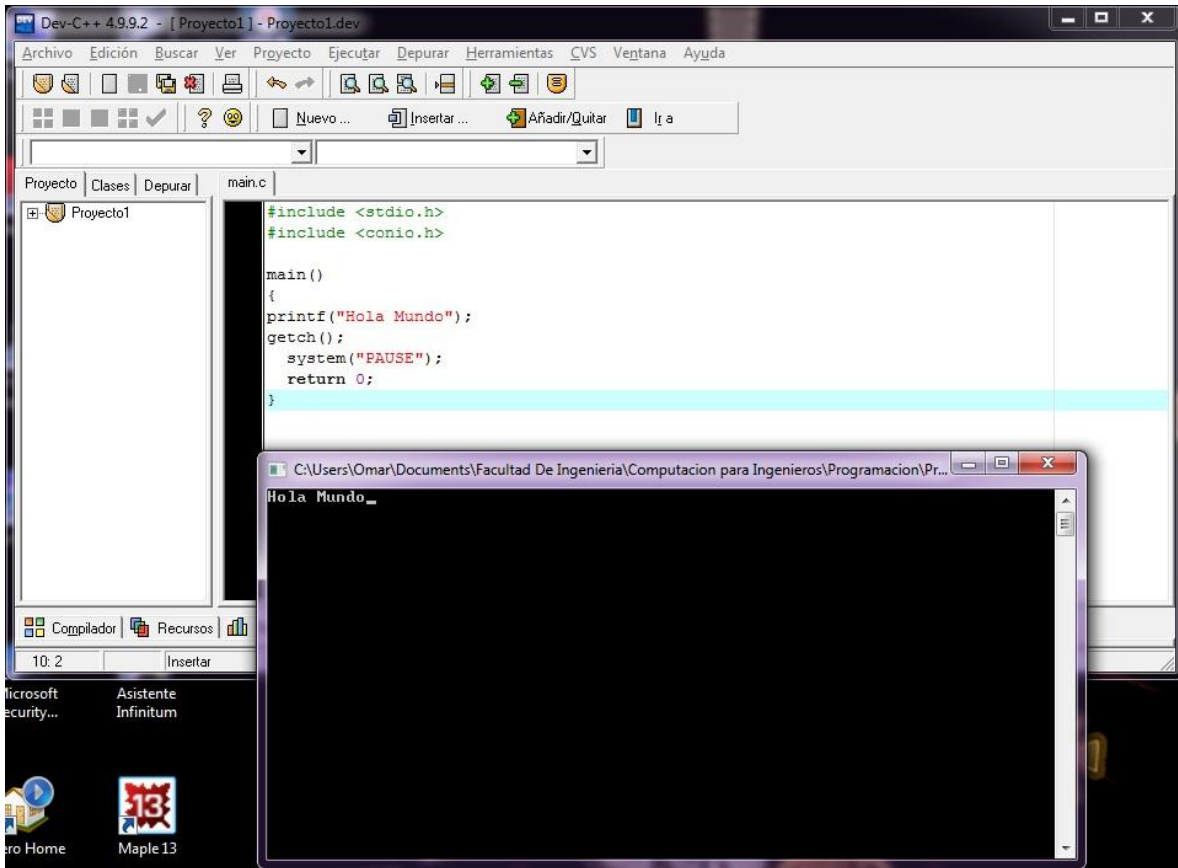 Dev-C++ 4.9.9.2 - [ Proyecto1 ] - Proyecto1.dev
Archivo Edición Buscar Ver Proyecto Ejecutar Depurar Herramientas CVS Ventana Ayuda
Nuevo ... Insertar ... Añadir/Quitar Ir a
Proyecto Clases Depurar main.c
Proyecto1
#include <stdio.h>
#include <conio.h>
main()
{
printf("Hola Mundo");
getch();
system("PAUSE");
return 0;
}
C:\Users\Omar\Documents\Facultad De Ingenieria\Computacion para Ingenieros\Programacion\Pr...
Hola Mundo_
Compilador Recursos
10: 2 Insertar
Asistente
Infinitum
Home
13
Maple 13